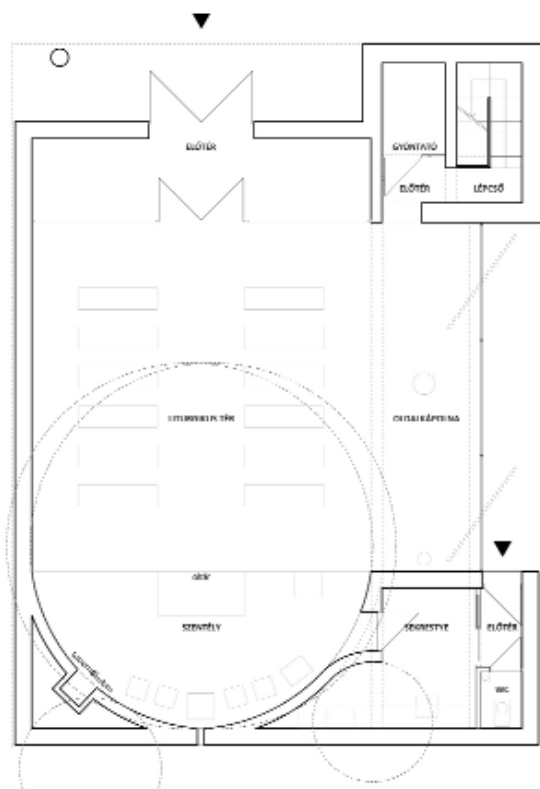 ELŐTÉR
GYÓNTATÓ
ELŐTÉR
LÉPCSŐ
LITURGIKUS TÉR
OLDALKÁPOLNA
oltár
SZENTÉLY
SEKRESTYE
ELŐTÉR
WC